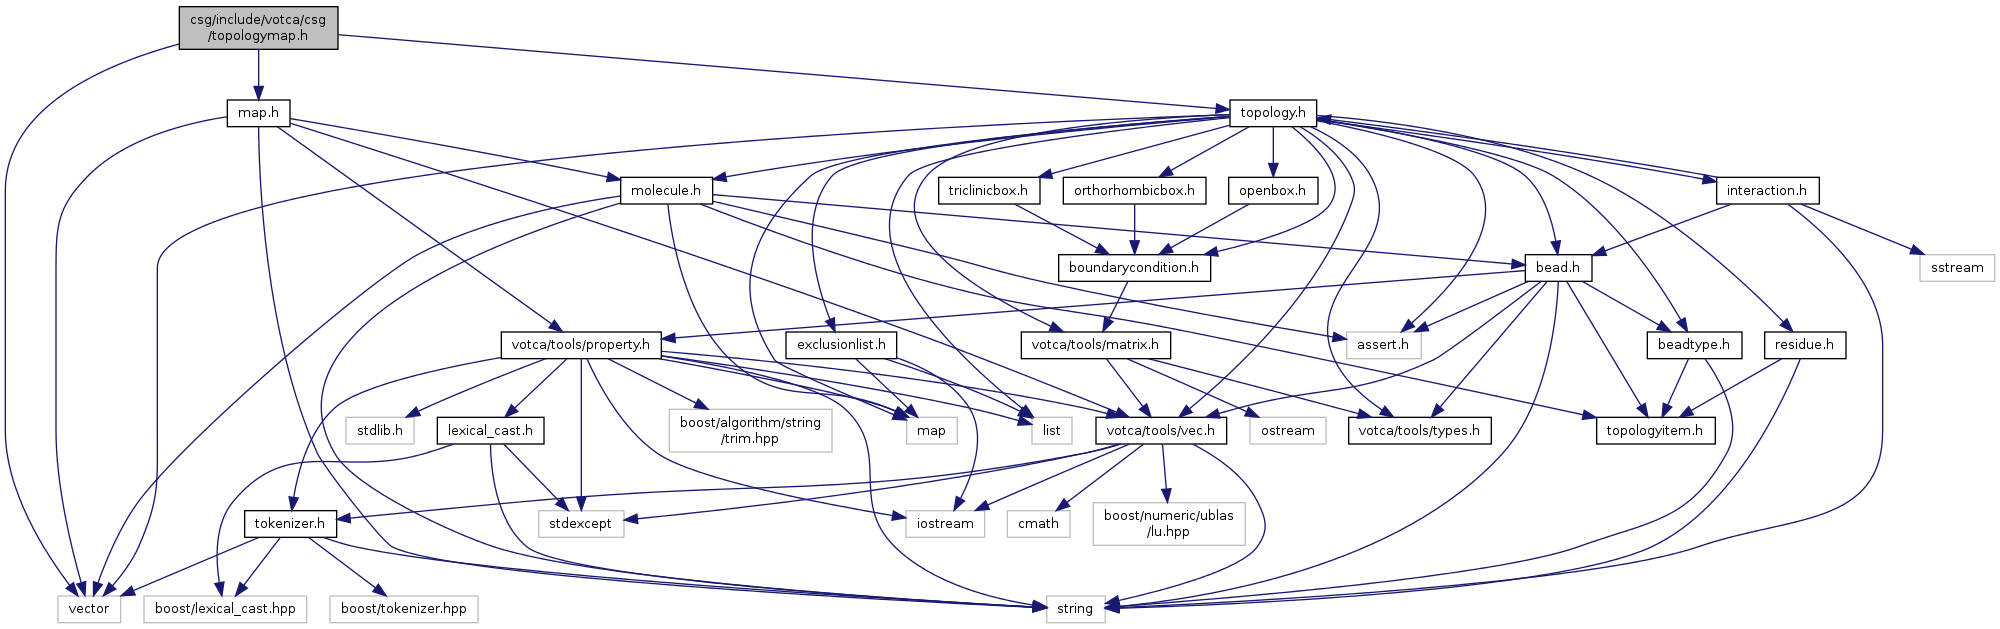 csg/include/votca/csg
/topologymap.h
map.h
topology.h
molecule.h
triclinicbox.h
orthorhombicbox.h
openbox.h
interaction.h
boundarycondition.h
bead.h
sstream
votca/tools/property.h
exclusionlist.h
votca/tools/matrix.h
assert.h
beadtype.h
residue.h
stdlib.h
lexical_cast.h
boost/algorithm/string
/trim.hpp
map
list
votca/tools/vec.h
ostream
votca/tools/types.h
topologyitem.h
tokenizer.h
stdexcept
iostream
cmath
boost/numeric/ublas
/lu.hpp
vector
boost/lexical_cast.hpp
boost/tokenizer.hpp
string